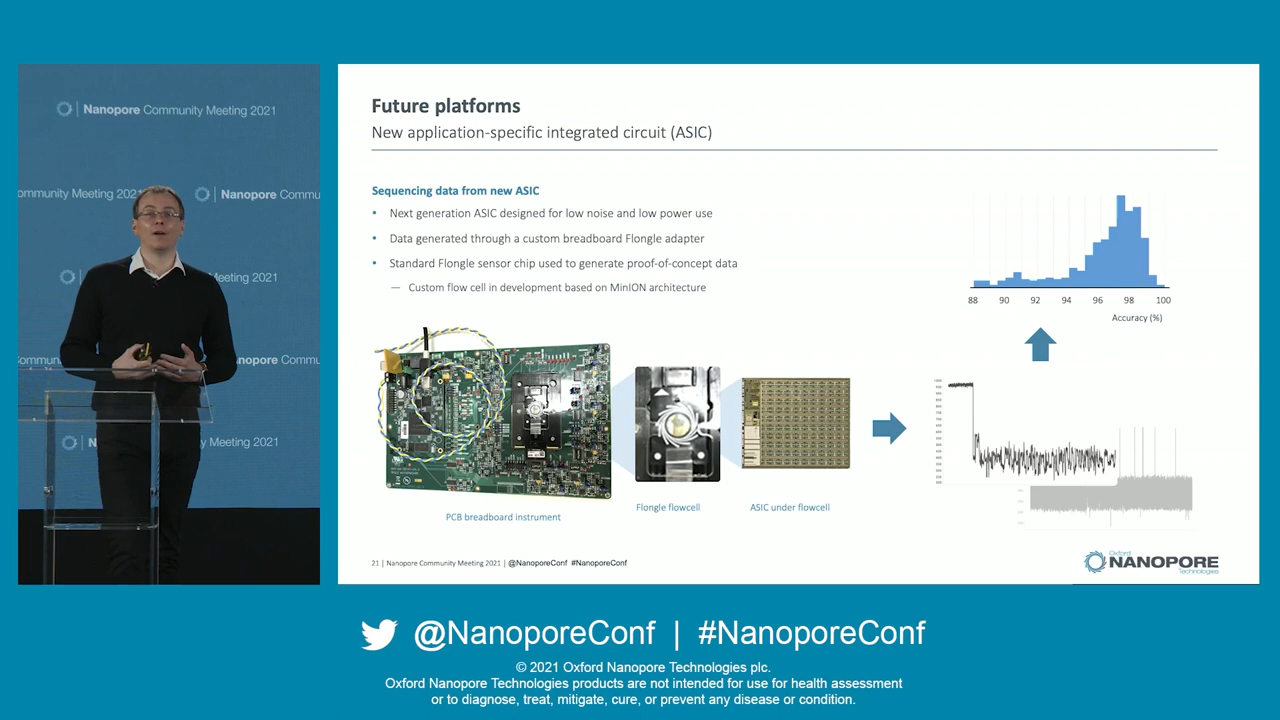 Nanopore Community Meeting 2021
ommunity Meeting 2021
Nanopore Commu
Meeting 2021
Nanopore Commu
ommun
Meeting 2021
Future platforms
New application-specific integrated circuit (ASIC)
Sequencing data from new ASIC
• Next generation ASIC designed for low noise and low power use
• Data generated through a custom breadboard Flongle adapter
• Standard Flongle sensor chip used to generate proof-of-concept data
— Custom flow cell in development based on MinION architecture
88 90 92 94 96 98 100
Accuracy (%)
PCB breadboard instrument
Flongle flowcell
ASIC under flowcell
21 | Nanopore Community Meeting 2021 | @NanoporeConf #NanoporeConf
Oxford
NANOPORE
Technologies
@NanoporeConf | #NanoporeConf
© 2021 Oxford Nanopore Technologies plc.
Oxford Nanopore Technologies products are not intended for use for health assessment
or to diagnose, treat, mitigate, cure, or prevent any disease or condition.